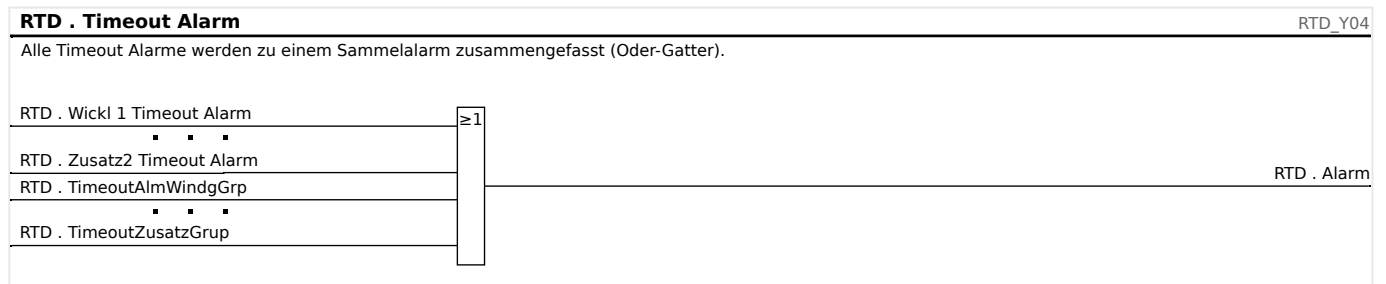 RTD . Timeout Alarm
RTD_Y04
Alle Timeout Alarme werden zu einem Sammelalarm zusammengefasst (Oder-Gatter).
RTD . Wickl 1 Timeout Alarm
≥1
RTD . Zusatz2 Timeout Alarm
RTD . Alarm
RTD . TimeoutAlmWindgGrp
RTD . TimeoutZusatzGrup